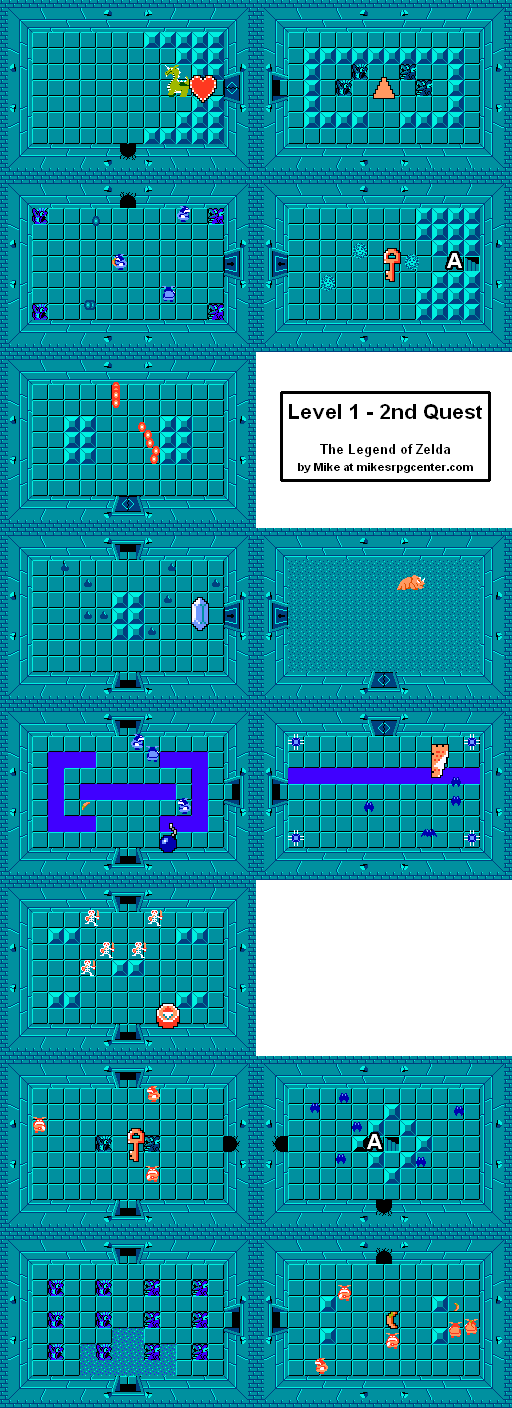 A
Level 1 - 2nd Quest
The Legend of Zelda
by Mike at mikesrpgcenter.com
A